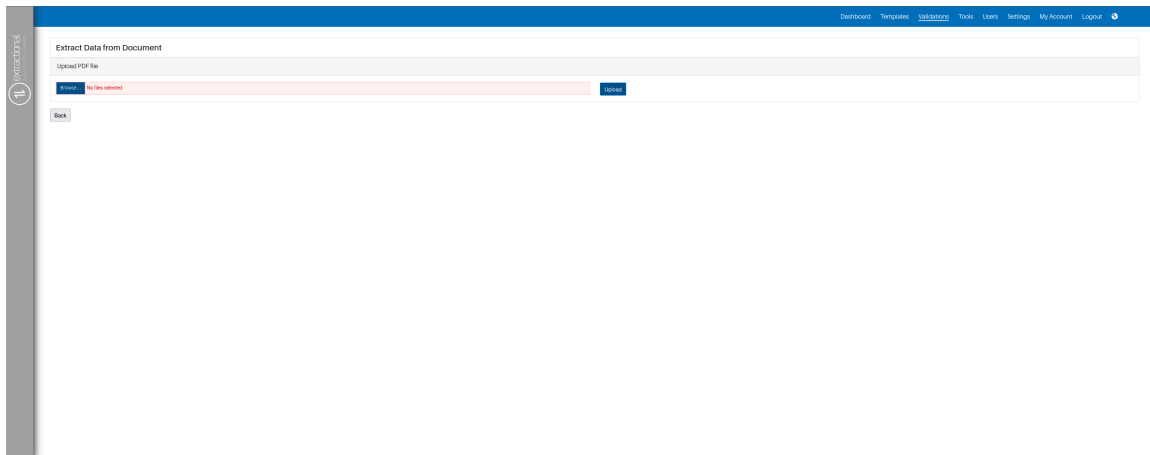 Dashboard Templates Validations Tools Users Settings My Account Logout
extractional
Extract Data from Document
Upload PDF file
Browse... No files selected.
Upload
Back